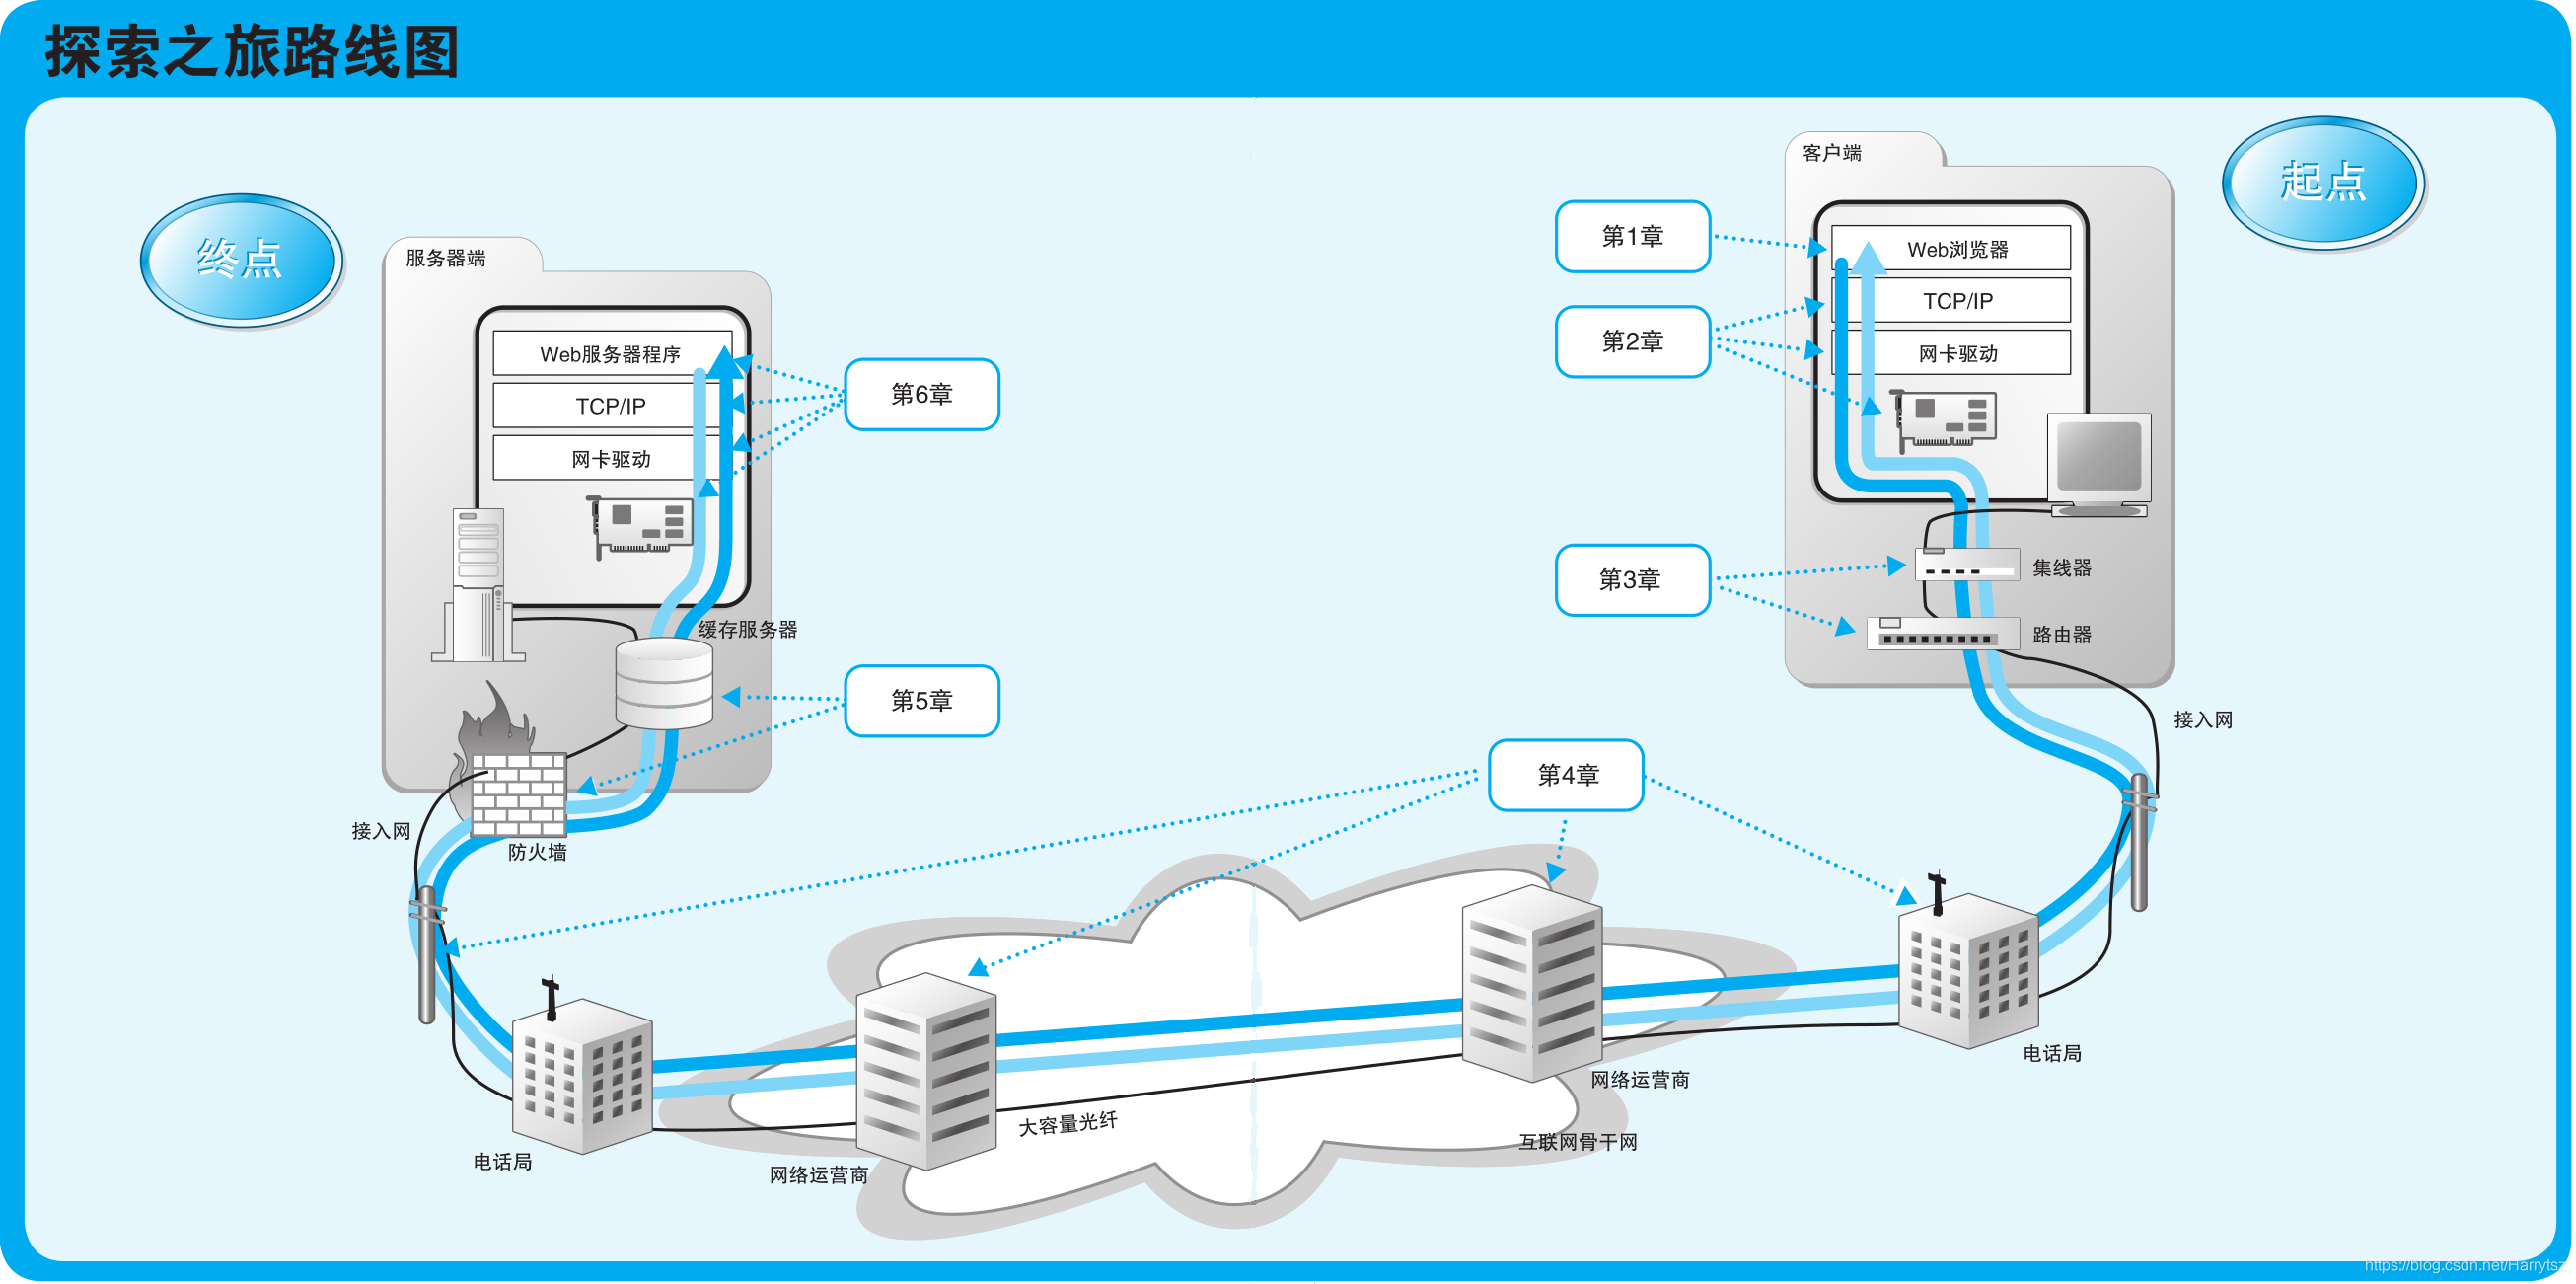 探索之旅路线图
起点
客户端
第1章
Web浏览器
第2章
TCP/IP
网卡驱动
第3章
集线器
路由器
接入网
终点
服务器端
Web服务器程序
TCP/IP
网卡驱动
第6章
缓存服务器
第5章
接入网
防火墙
第4章
电话局
网络运营商
大容量光纤
网络运营商
互联网骨干网
电话局
https://blog.csdn.net/Harrytsz